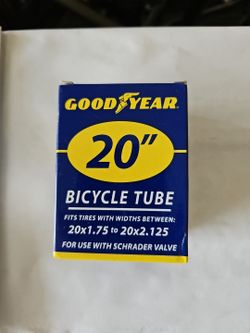 GOODYEAR
20"
BICYCLE TUBE
FITS TIRES WITH WIDTHS BETWEEN:
20x1.75 to 20x2.125
FOR USE WITH SCHRADER VALVE